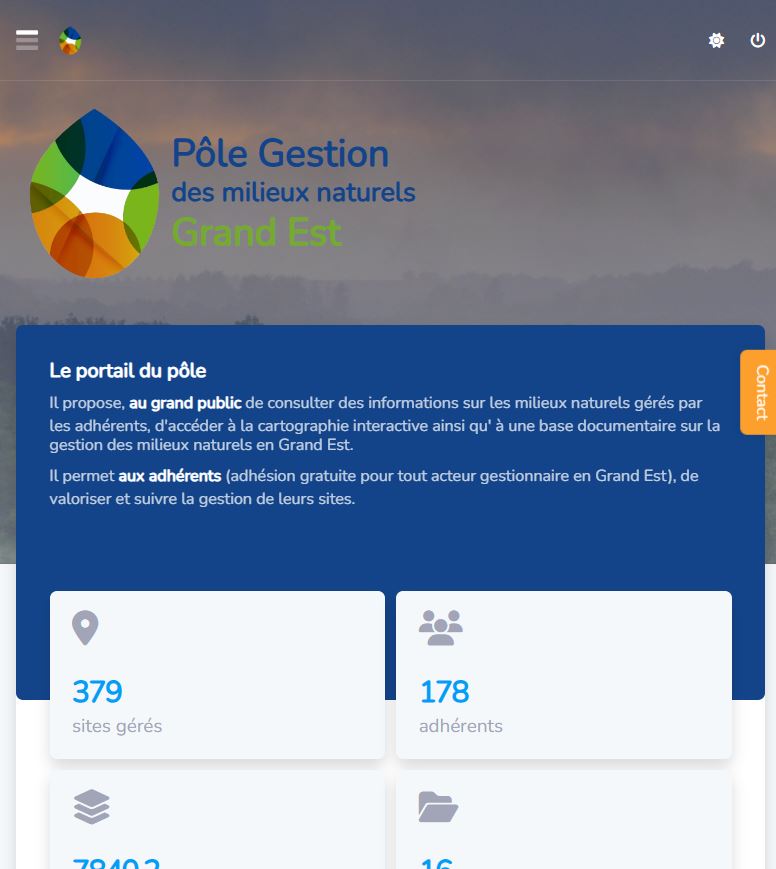 Pôle Gestion
des milieux naturels
Grand Est
Le portail du pôle
Il propose, au grand public de consulter des informations sur les milieux naturels gérés par
les adhérents, d'accéder à la cartographie interactive ainsi qu' à une base documentaire sur la
gestion des milieux naturels en Grand Est.
Il permet aux adhérents (adhésion gratuite pour tout acteur gestionnaire en Grand Est), de
valoriser et suivre la gestion de leurs sites.
Contact
379
sites gérés
178
adhérents